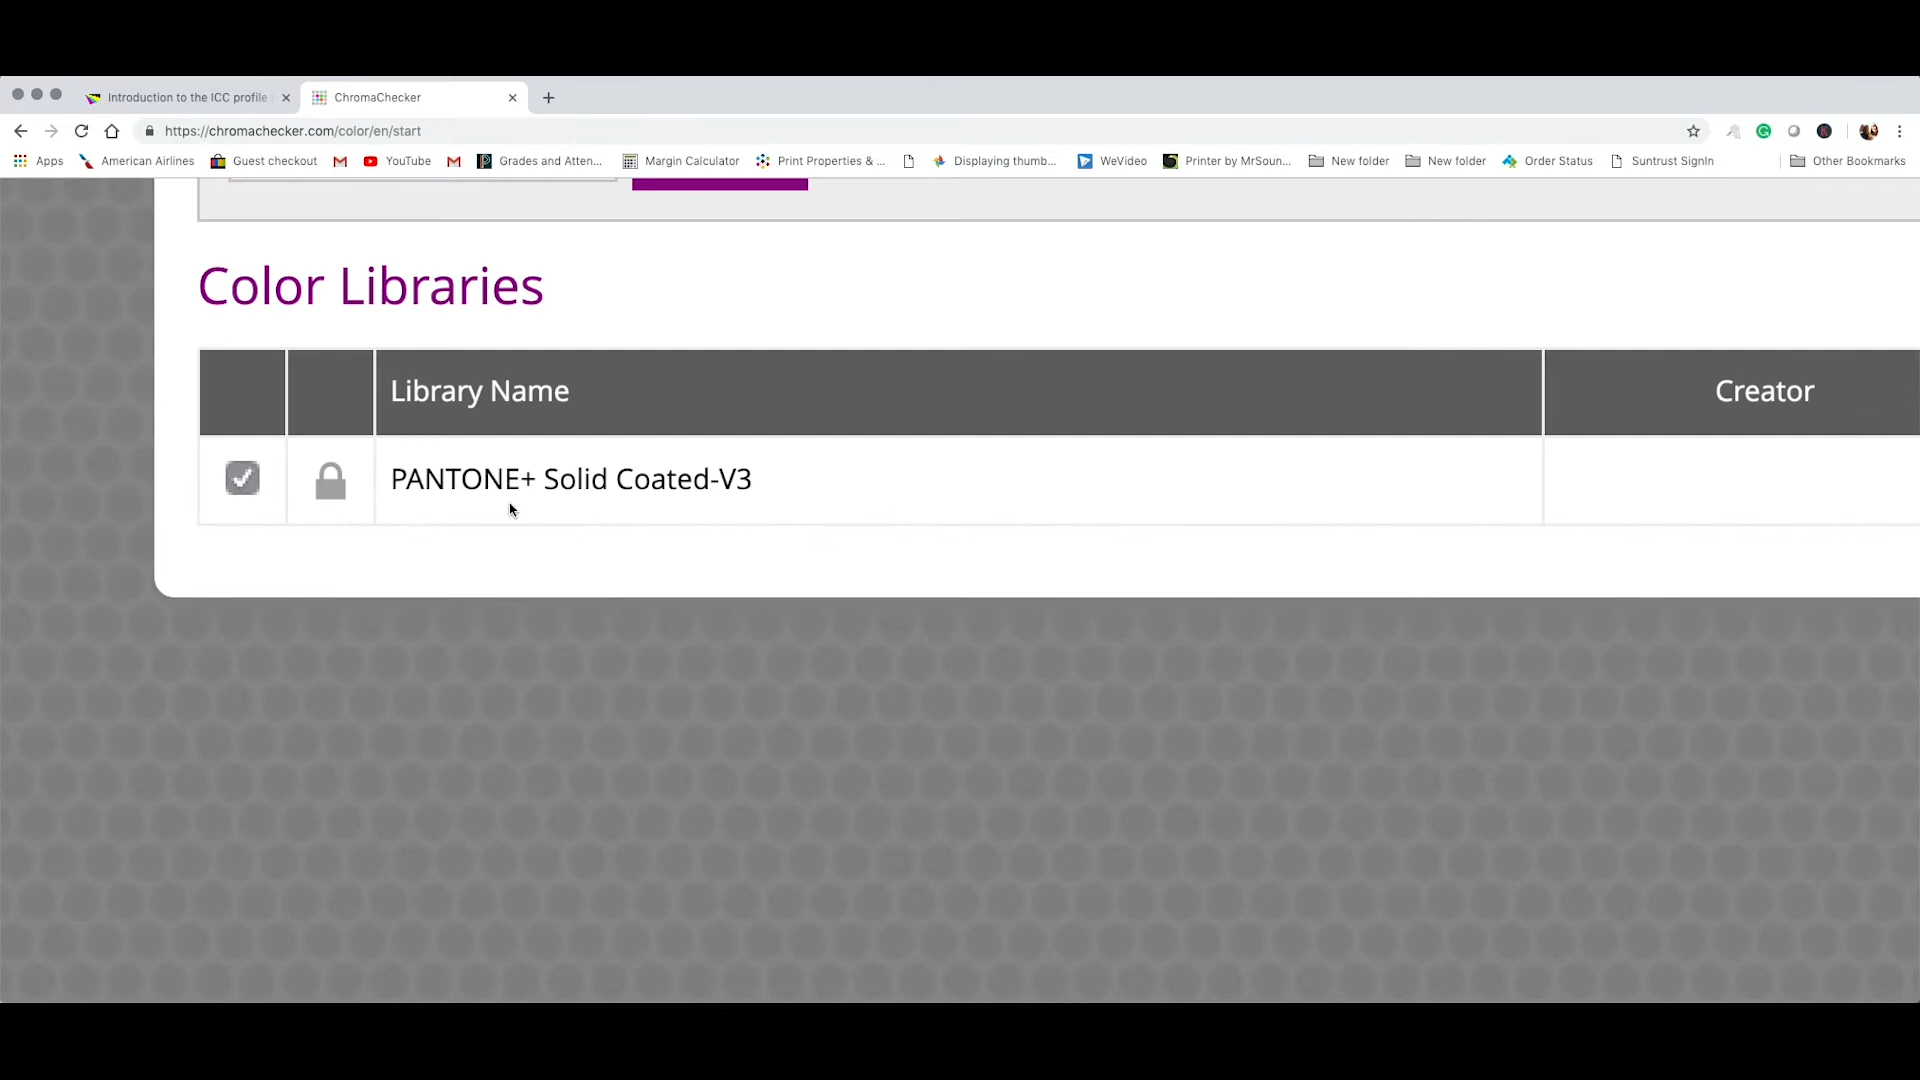 Introduction to the ICC profile
ChromaChecker
https://chromachecker.com/color/en/start
Apps
American Airlines
Guest checkout
YouTube
Grades and Atten...
Margin Calculator
Print Properties & ...
Displaying thumb...
WeVideo
Printer by MrSoun...
New folder
New folder
Order Status
Suntrust SignIn
Other Bookmarks
Color Libraries
Library Name
Creator
PANTONE+ Solid Coated-V3